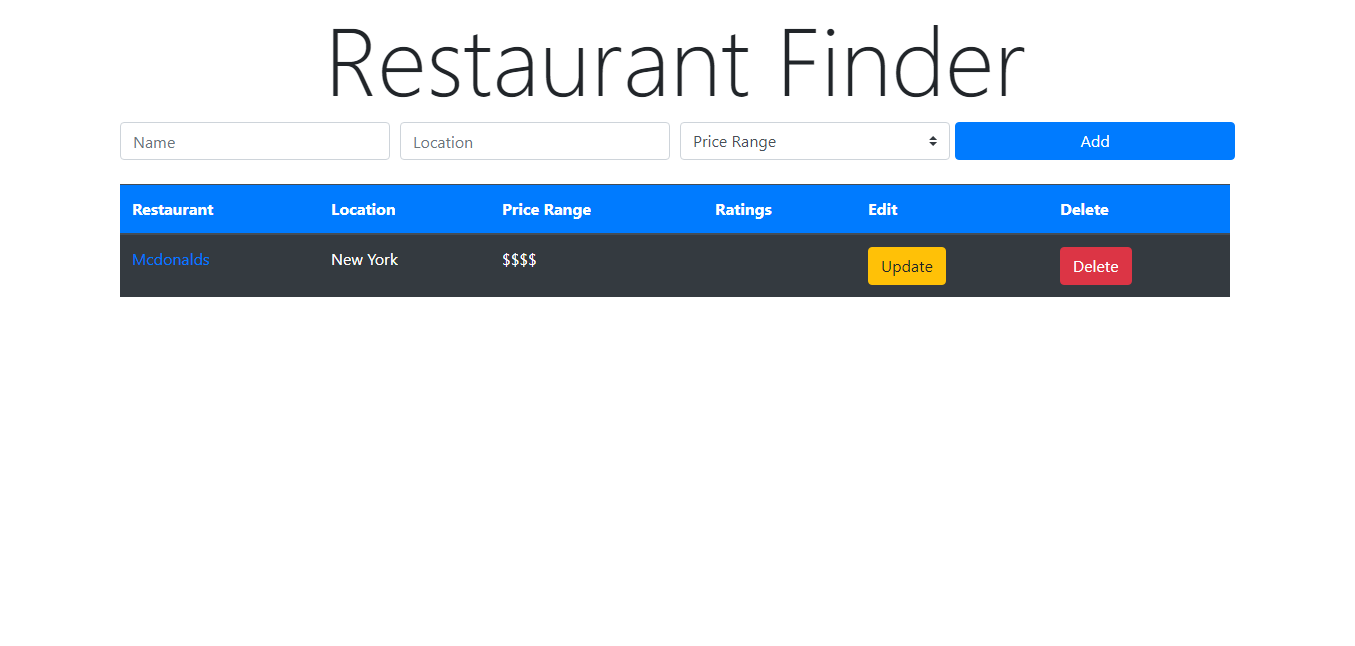 Restaurant Finder
Name Location Price Range Add
Restaurant Location Price Range Ratings Edit Delete
Mcdonalds New York $$$$ Update Delete